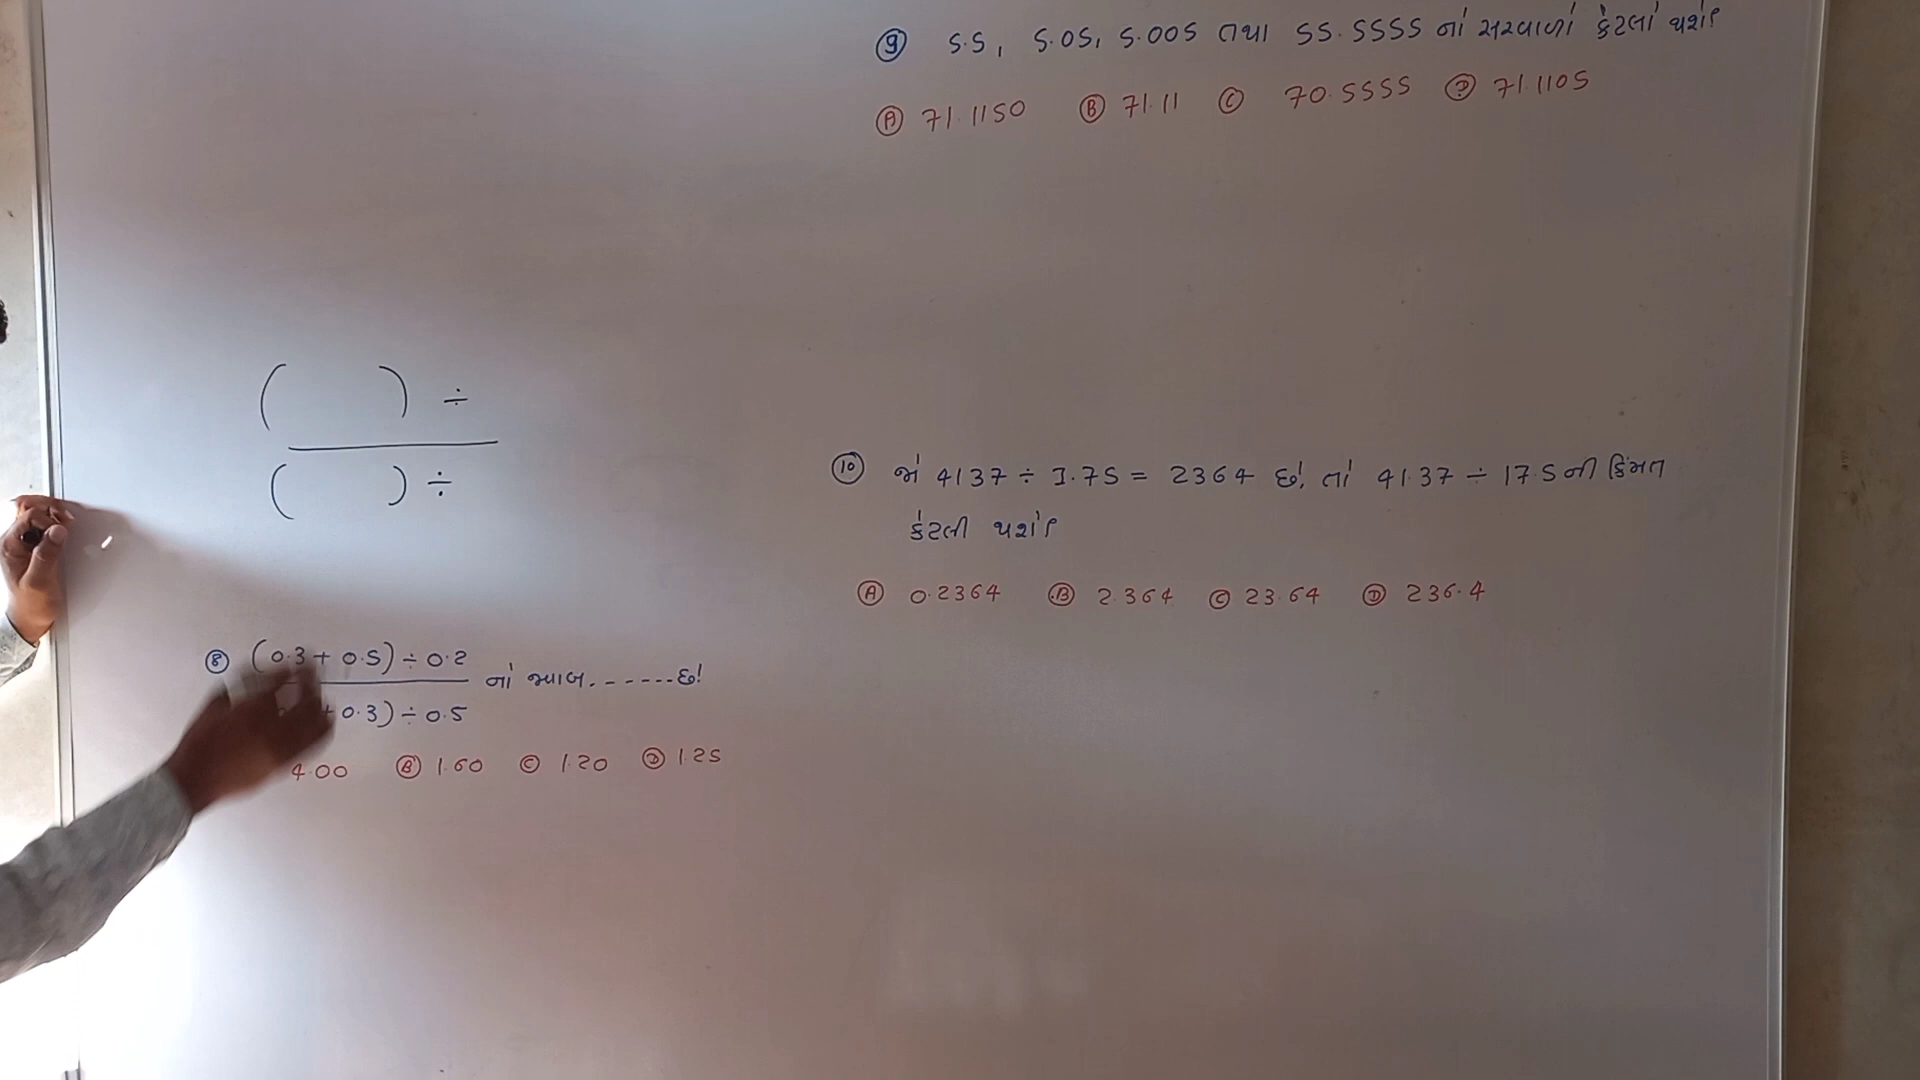 ⑨ 5.5, 5.05, 5.005 તથા 55.5555 નો સરવાળો કેટલો થશે?
Ⓐ 71.1150 Ⓑ 71.11 Ⓒ 70.5555 Ⓓ 71.1105
( ) ÷
( ) ÷
⑩ જો 4137 ÷ 1.75 = 2364 છે, તો 41.37 ÷ 17.5 ની કિંમત
કેટલી થશે?
Ⓐ 0.2364 Ⓑ 2.364 Ⓒ 23.64 Ⓓ 236.4
⑧ (0.3 + 0.5) ÷ 0.2
નો જવાબ ------ છે!
+ 0.3) ÷ 0.5
4.00 Ⓑ 1.60 Ⓒ 1.20 Ⓓ 1.25